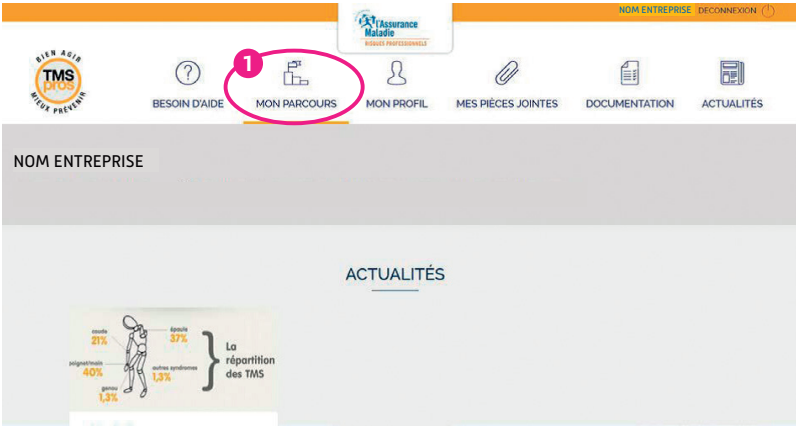 NOM ENTREPRISE DECONNEXION
l'Assurance
Maladie
RISQUES PROFESSIONNELS
BIEN AGIR
TMS
pros
MIEUX PRÉVENIR
1
BESOIN D'AIDE
MON PARCOURS
MON PROFIL
MES PIÈCES JOINTES
DOCUMENTATION
ACTUALITÉS
NOM ENTREPRISE
ACTUALITÉS
coude
21%
épaule
37%
poignet/main
40%
autres syndromes
1,3%
genou
1,3%
La
répartition
des TMS